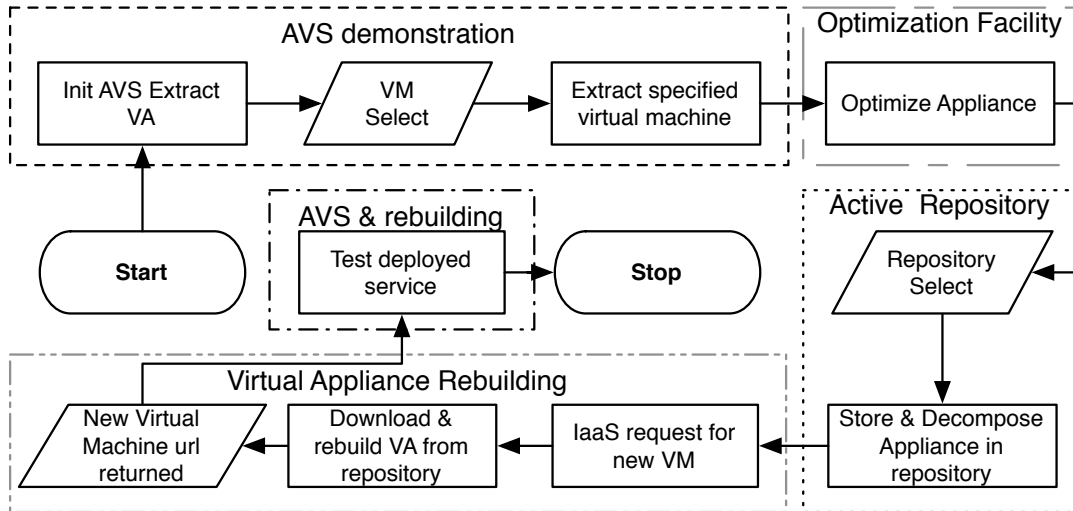 AVS demonstration
Optimization Facility
Init AVS Extract
VA
VM
Select
Extract specified
virtual machine
Optimize Appliance
AVS & rebuilding
Active Repository
Start
Test deployed
service
Stop
Repository
Select
Virtual Appliance Rebuilding
New Virtual
Machine url
returned
Download &
rebuild VA from
repository
IaaS request for
new VM
Store & Decompose
Appliance in
repository